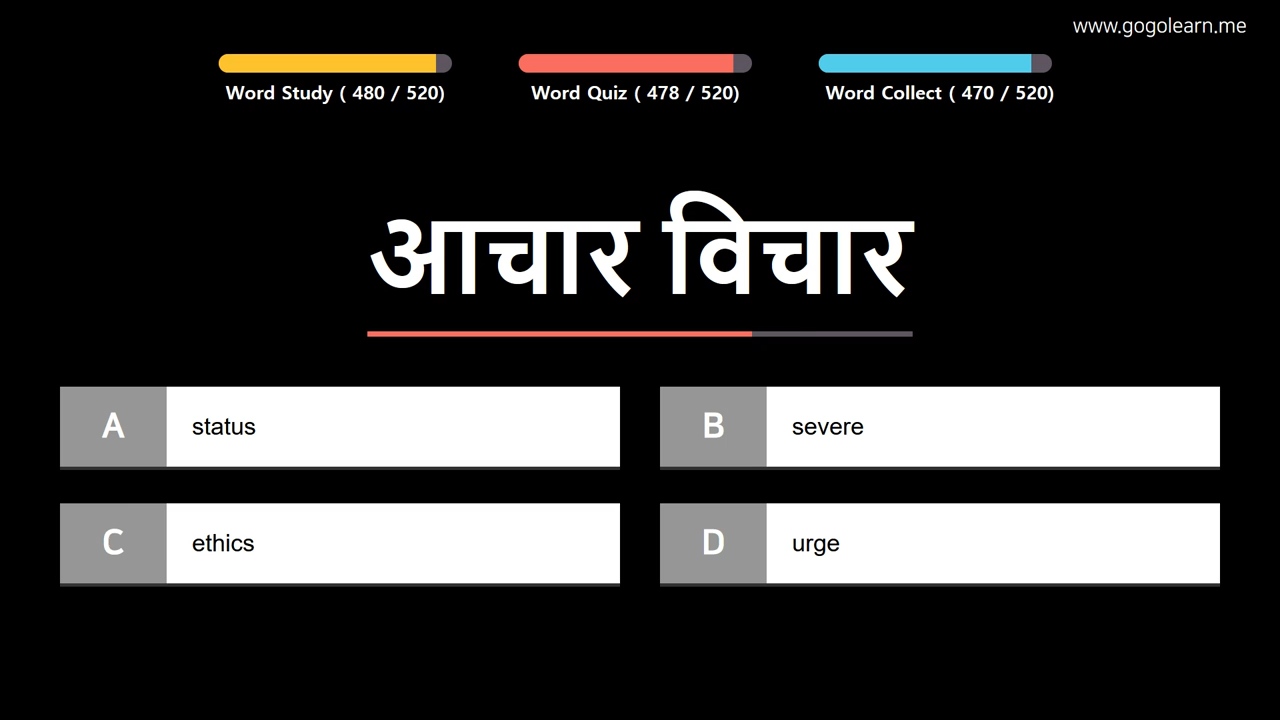 www.gogolearn.me
Word Study ( 480 / 520)
Word Quiz ( 478 / 520)
Word Collect ( 470 / 520)
आचार विचार
A status
B severe
C ethics
D urge